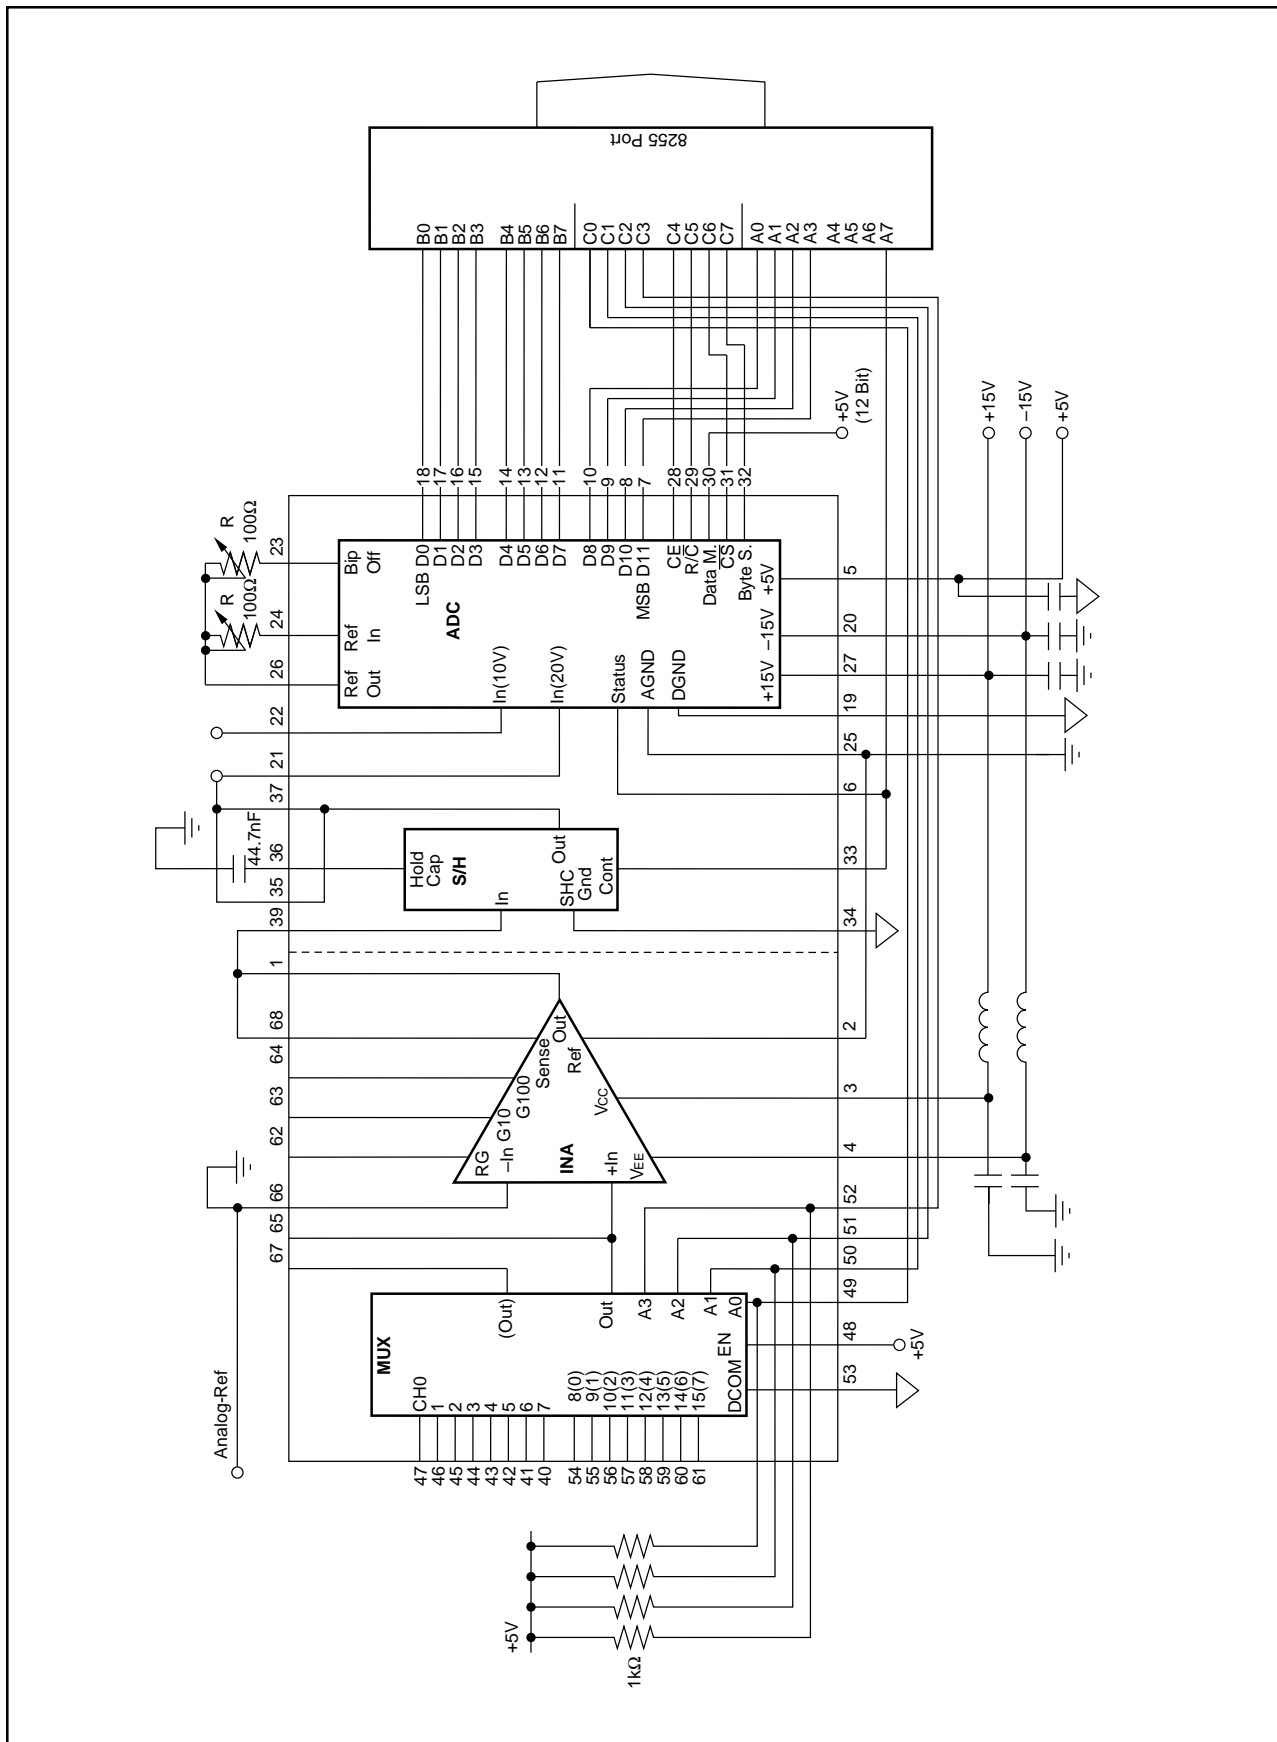 8255 Port
B0
B1
B2
B3
B4
B5
B6
B7
C0
C1
C2
C3
C4
C5
C6
C7
A0
A1
A2
A3
A4
A5
A6
A7
+5V
(12 Bit)
+15V
–15V
+5V
18
17
16
15
14
13
12
11
10
9
8
7
28
29
30
31
32
R
100Ω
R
100Ω
23
24
26
22
21
37
36
35
39
1
68
64
63
62
66
65
67
44.7nF
Bip
Off
Ref
In
Ref
Out
ADC
LSB D0
D1
D2
D3
D4
D5
D6
D7
D8
D9
D10
MSB D11
CE
R/C
Data M.
CS
Byte S.
In(10V)
In(20V)
Status
AGND
DGND
+5V
–15V
+15V
5
20
27
19
25
6
33
34
2
3
4
52
51
50
49
48
53
Hold
Cap
S/H
In
Out
SHC
Gnd
Cont
Sense
Out
Ref
G100
G10
RG
–In
INA
+In
VCC
VEE
MUX
(Out)
Out
A3
A2
A1
A0
EN
DCOM
CH0
1
2
3
4
5
6
7
8(0)
9(1)
10(2)
11(3)
12(4)
13(5)
14(6)
15(7)
+5V
47
46
45
44
43
42
41
40
54
55
56
57
58
59
60
61
Analog-Ref
+5V
1kΩ